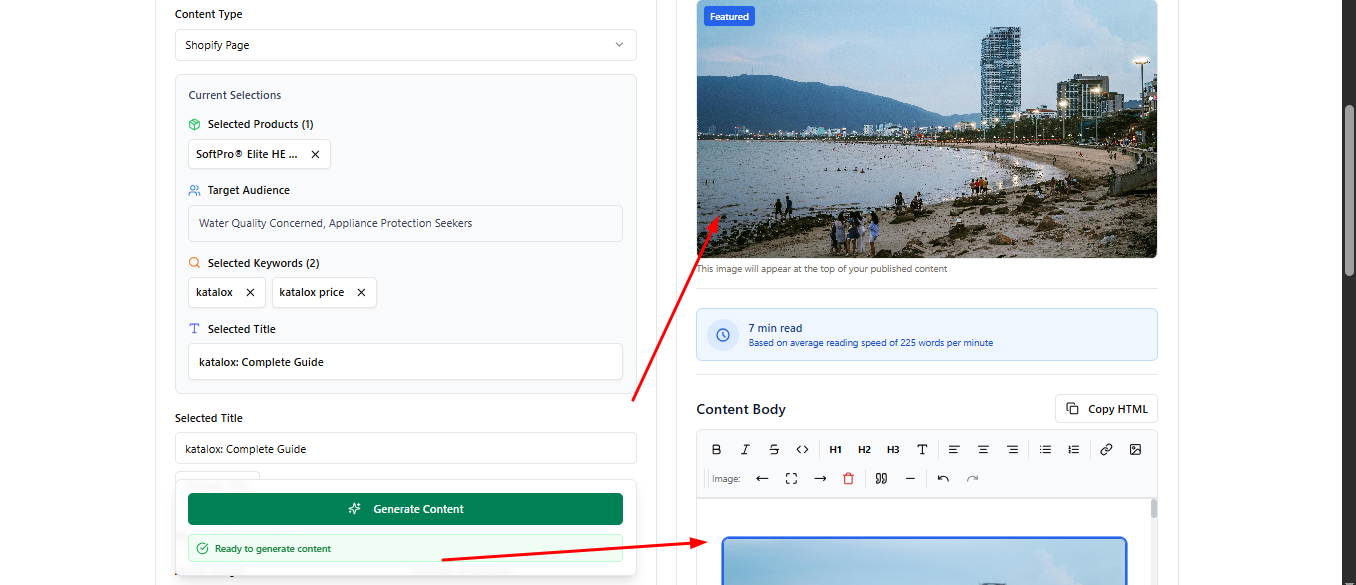 Content Type
Shopify Page
Current Selections
Selected Products (1)
SoftPro® Elite HE ...
Target Audience
Water Quality Concerned, Appliance Protection Seekers
Selected Keywords (2)
katalox
katalox price
Selected Title
katalox: Complete Guide
Selected Title
katalox: Complete Guide
Generate Content
Ready to generate content
Featured
This image will appear at the top of your published content
7 min read
Based on average reading speed of 225 words per minute
Content Body
Copy HTML
B I S <> H1 H2 H3 T
Image: